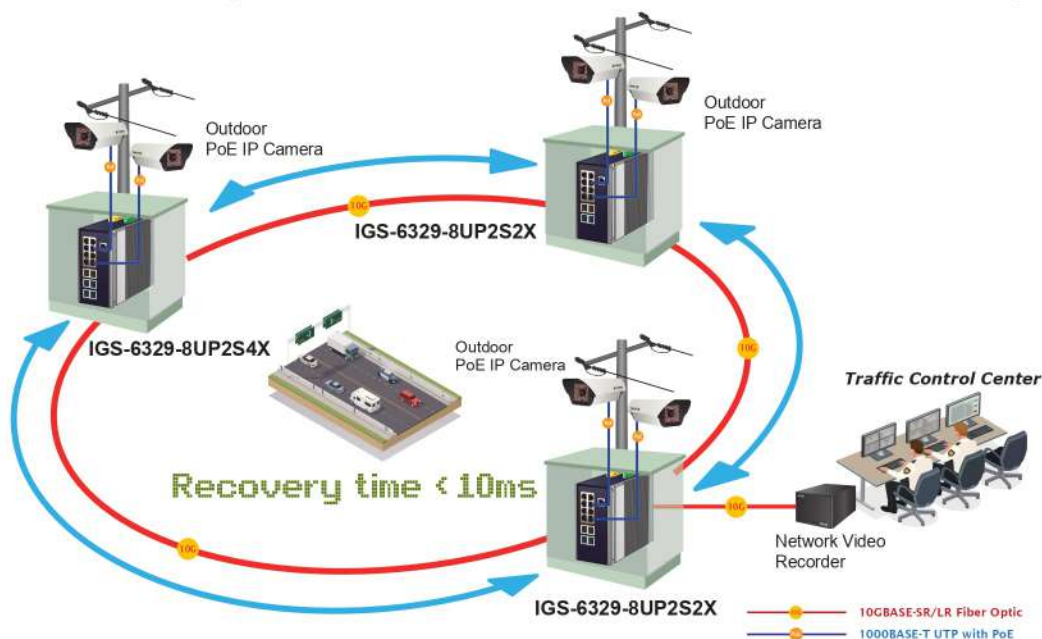 Outdoor
PoE IP Camera
Outdoor
PoE IP Camera
10G
IGS-6329-8UP2S2X
IGS-6329-8UP2S4X
Outdoor
PoE IP Camera
10G
Traffic Control Center
Recovery time < 10ms
10G
10G
Network Video
Recorder
IGS-6329-8UP2S2X
10GBASE-SR/LR Fiber Optic
1000BASE-T UTP with PoE